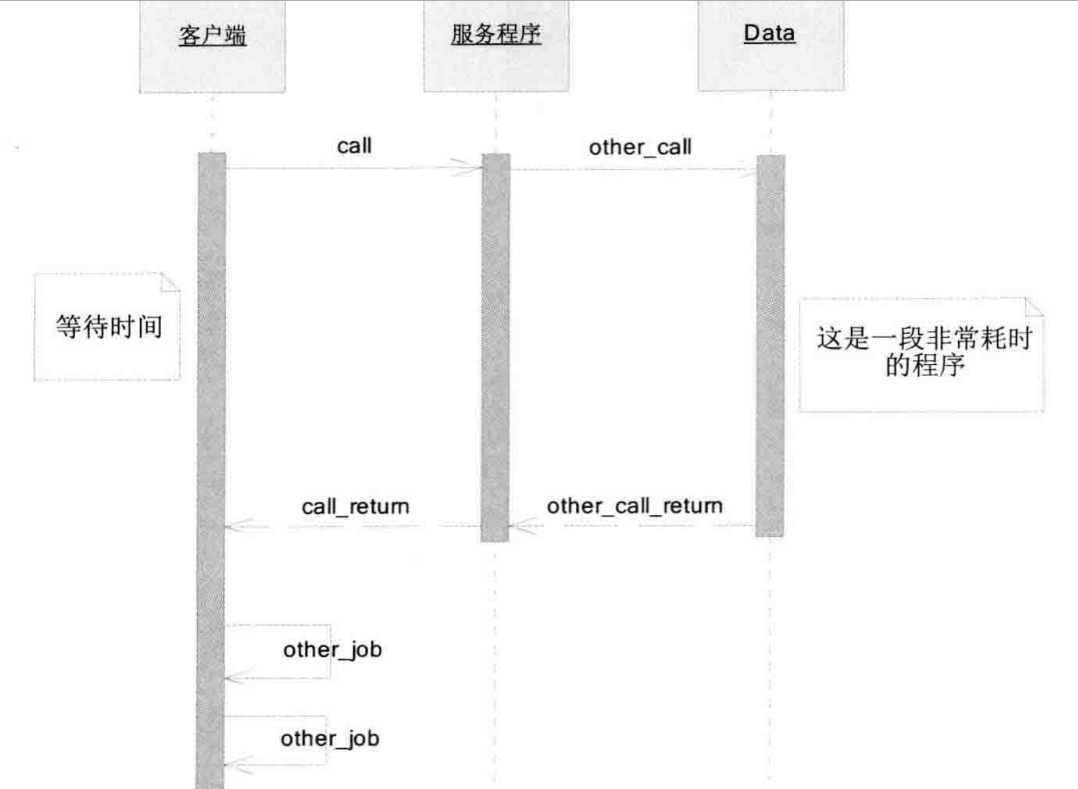 客户端
服务程序
Data
call
other_call
等待时间
这是一段非常耗时
的程序
call_return
other_call_return
other_job
other_job